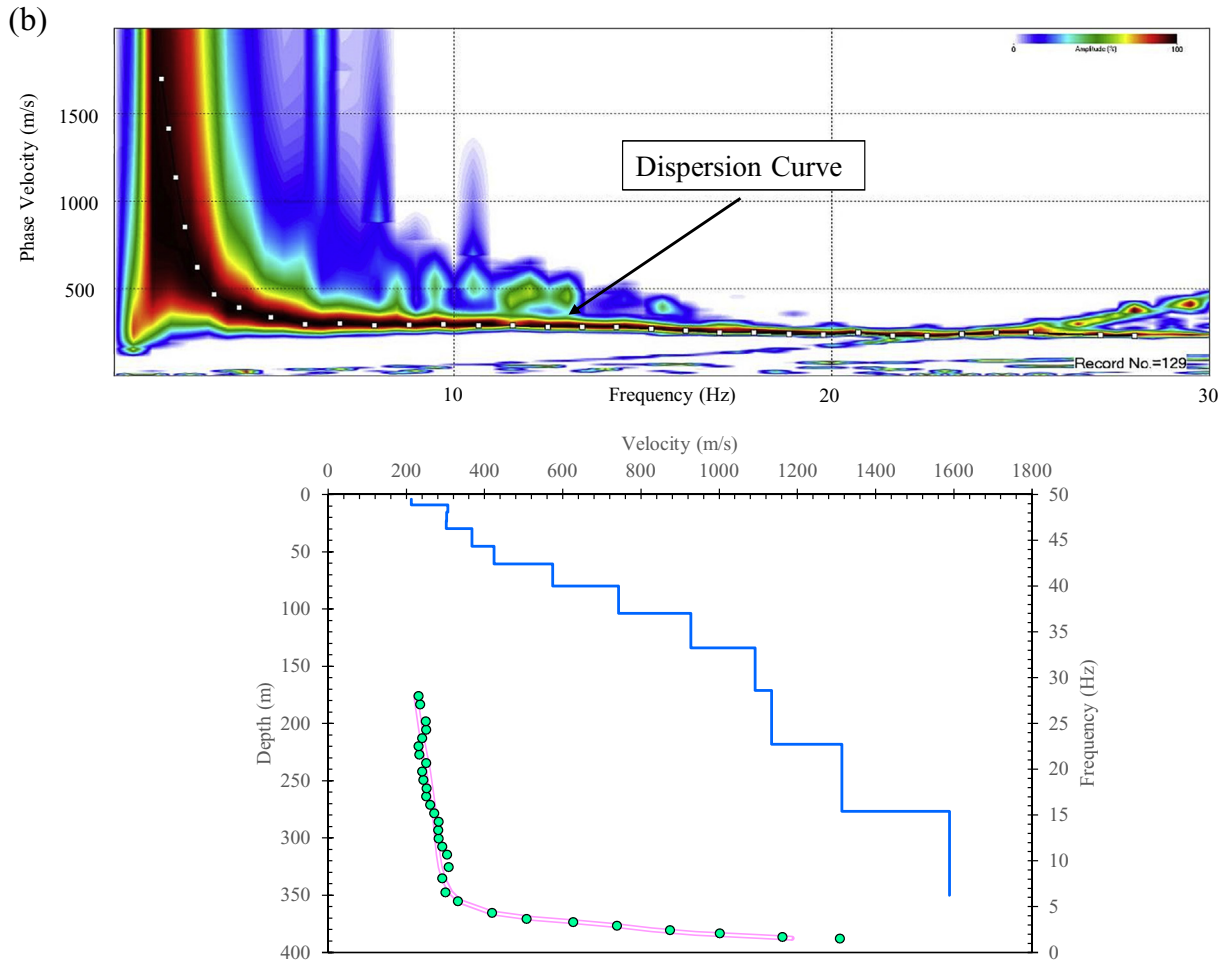 (b)
0 Amplitude (%) 100
Phase Velocity (m/s)
1500
1000
500
Dispersion Curve
Record No.=129
10 Frequency (Hz) 20 30
Velocity (m/s)
0 200 400 600 800 1000 1200 1400 1600 1800
Depth (m)
0
50
100
150
200
250
300
350
400
Frequency (Hz)
50
45
40
35
30
25
20
15
10
5
0